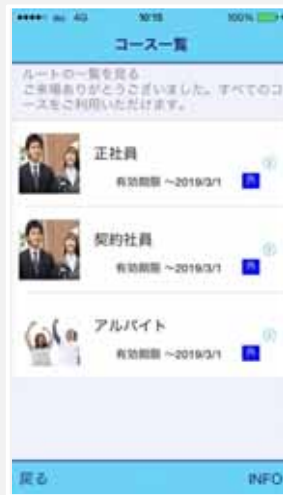 au 4G 10:15 100%
コース一覧
ルートの一覧を見る
ご来場ありがとうございました。すべてのコ
ースをご利用いただけます。
正社員
有効期限 ~2019/3/1
契約社員
有効期限 ~2019/3/1
アルバイト
有効期限 ~2019/3/1
戻る INFO